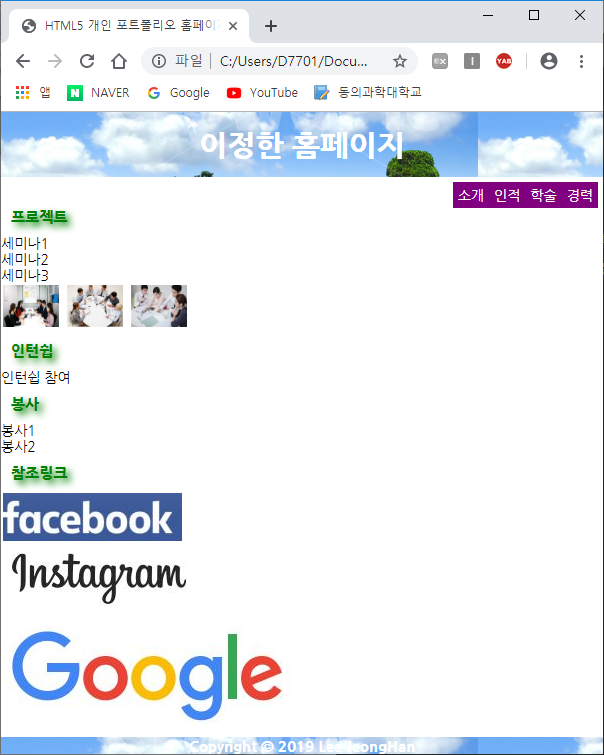 HTML5 개인 포트폴리오 홈페이지
파일 | C:/Users/D7701/Docu...
EX
I
YAB
앱 N NAVER G Google YouTube 동의과학대학교
이정한 홈페이지
소개 인적 학술 경력
프로젝트
세미나1
세미나2
세미나3
인턴쉽
인턴쉽 참여
봉사
봉사1
봉사2
참조링크
facebook
Instagram
Google
Copyright © 2019 LeeJeongHan